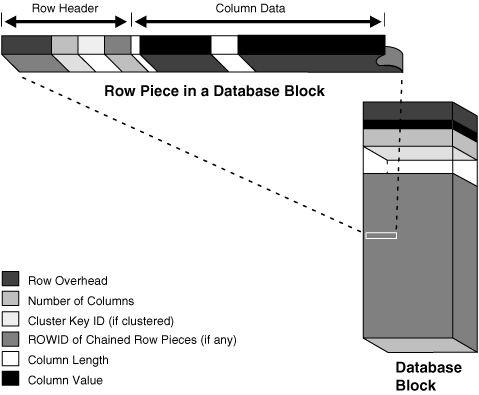 Row Header
Column Data
Row Piece in a Database Block
Row Overhead
Number of Columns
Cluster Key ID (if clustered)
ROWID of Chained Row Pieces (if any)
Column Length
Column Value
Database
Block